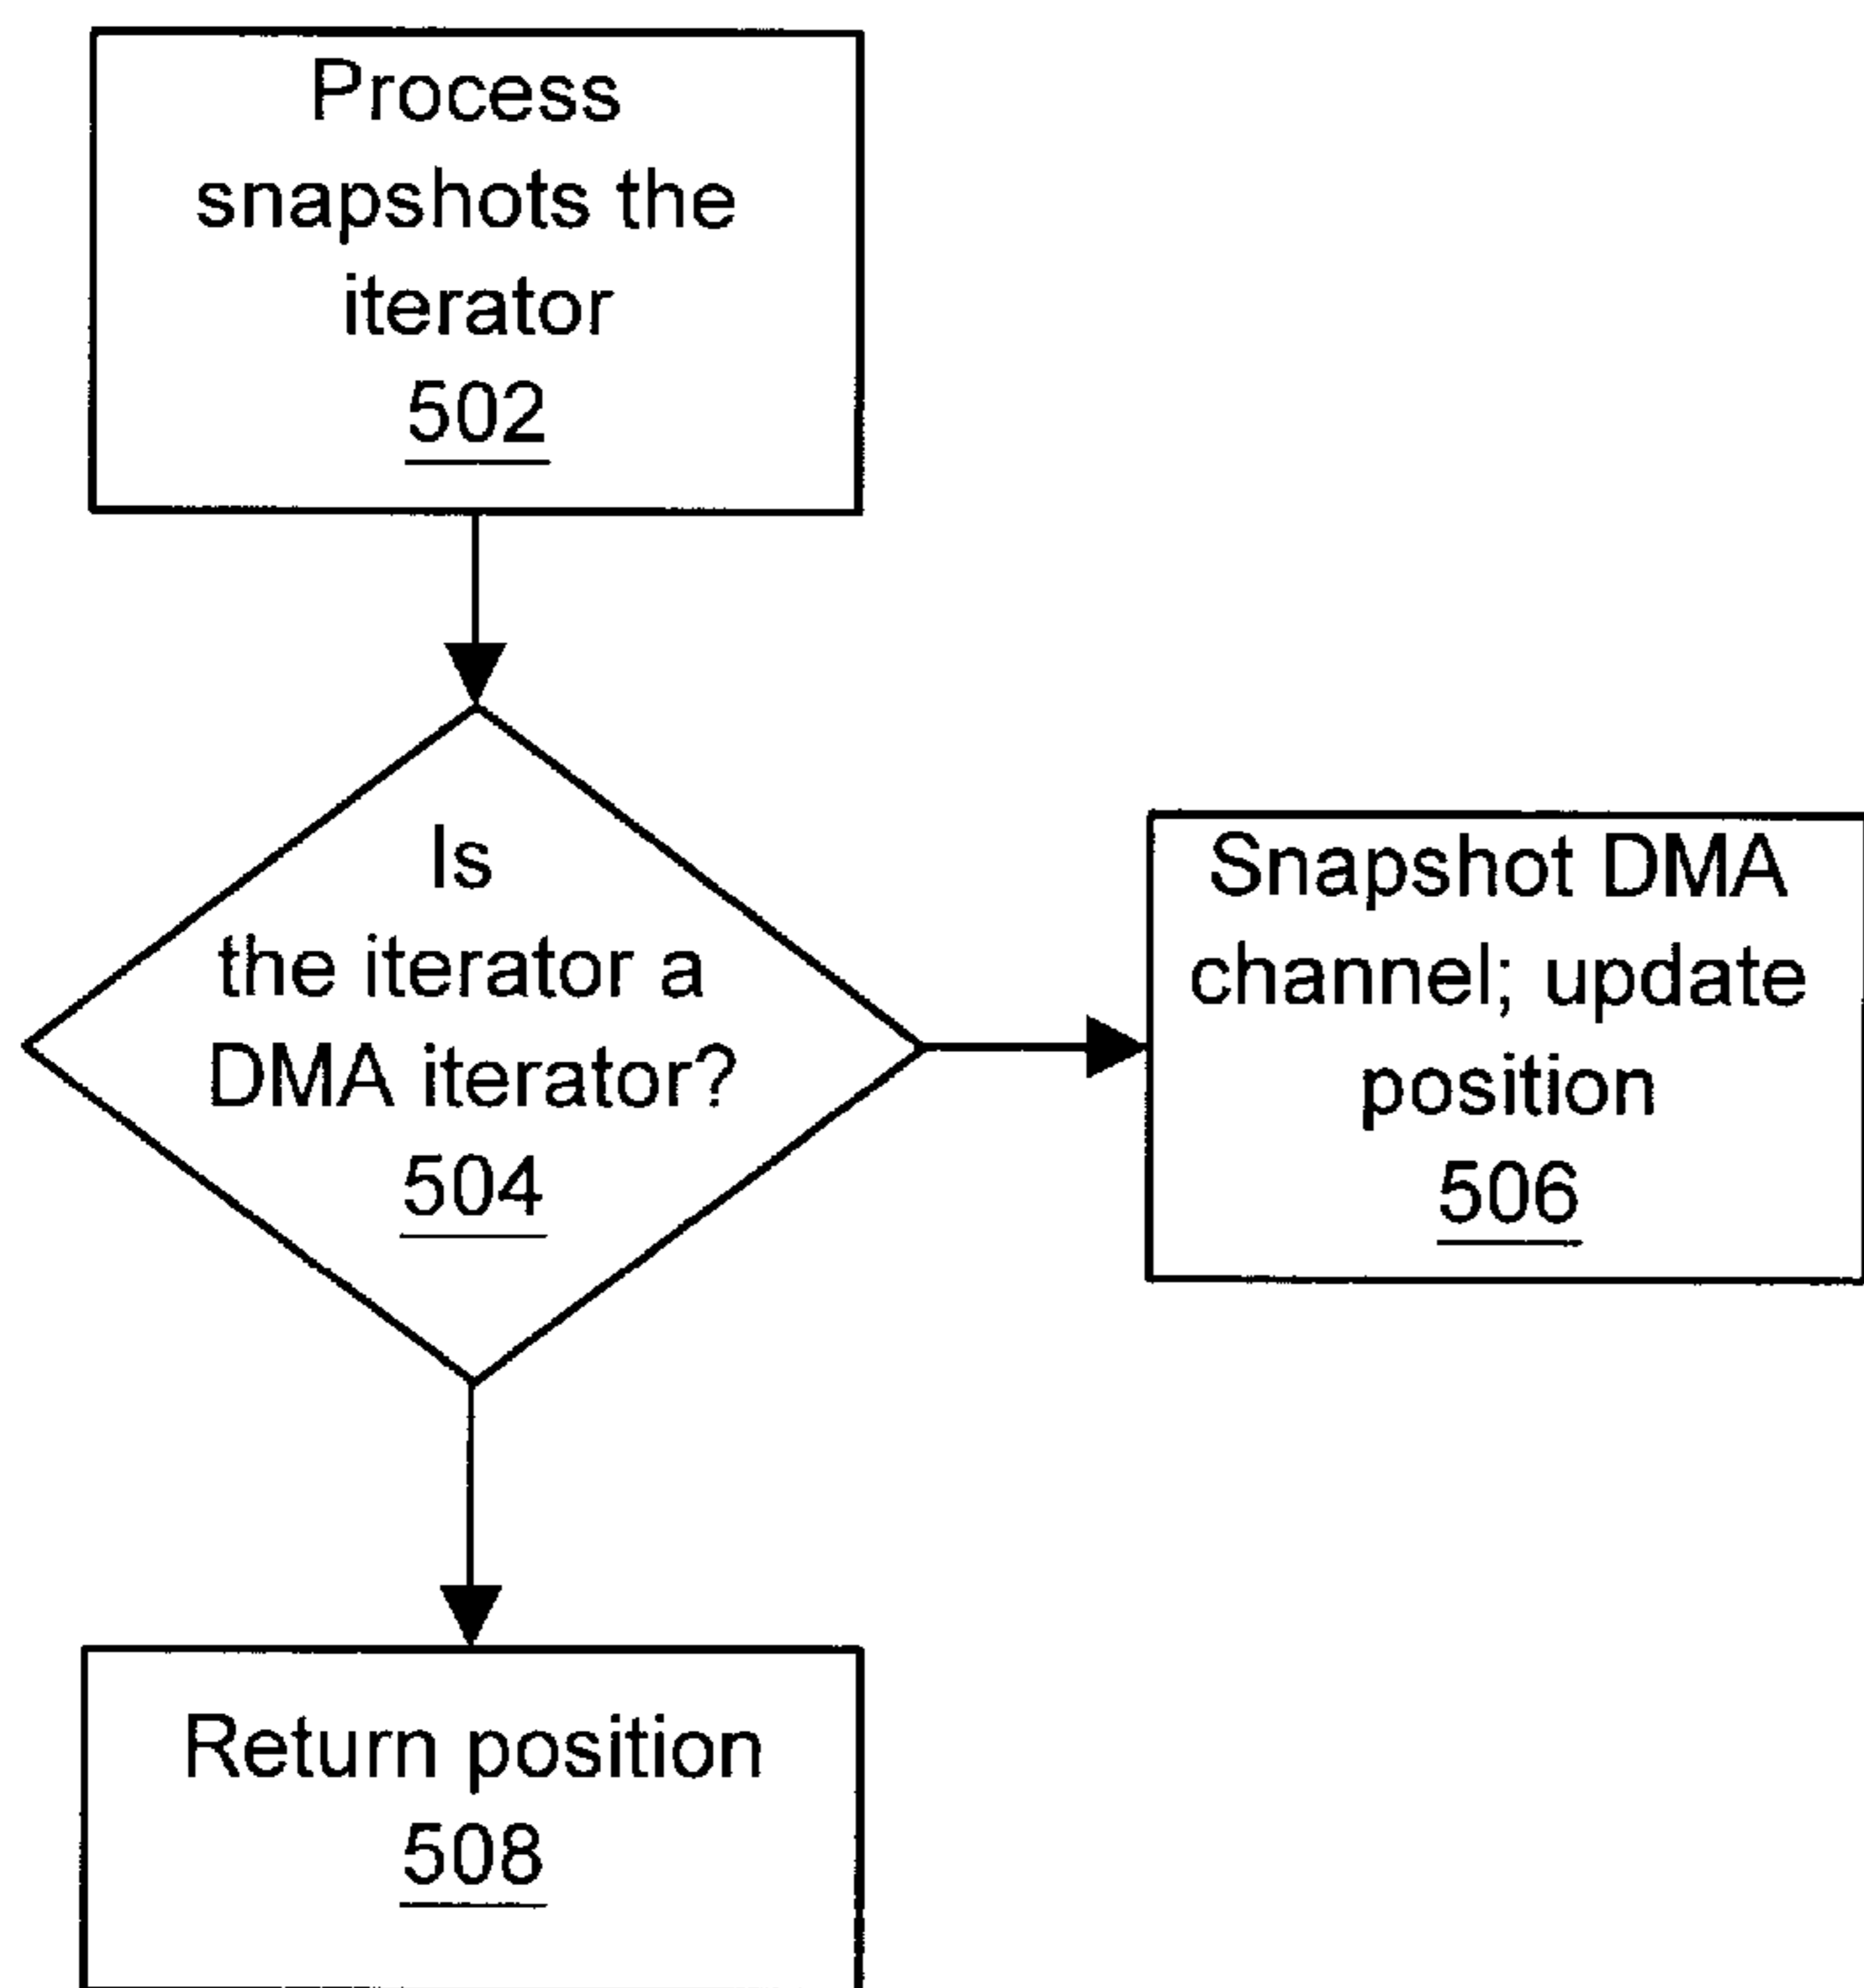 Process
snapshots the
iterator
502
Is
the iterator a
DMA iterator?
504
Snapshot DMA
channel; update
position
506
Return position
508